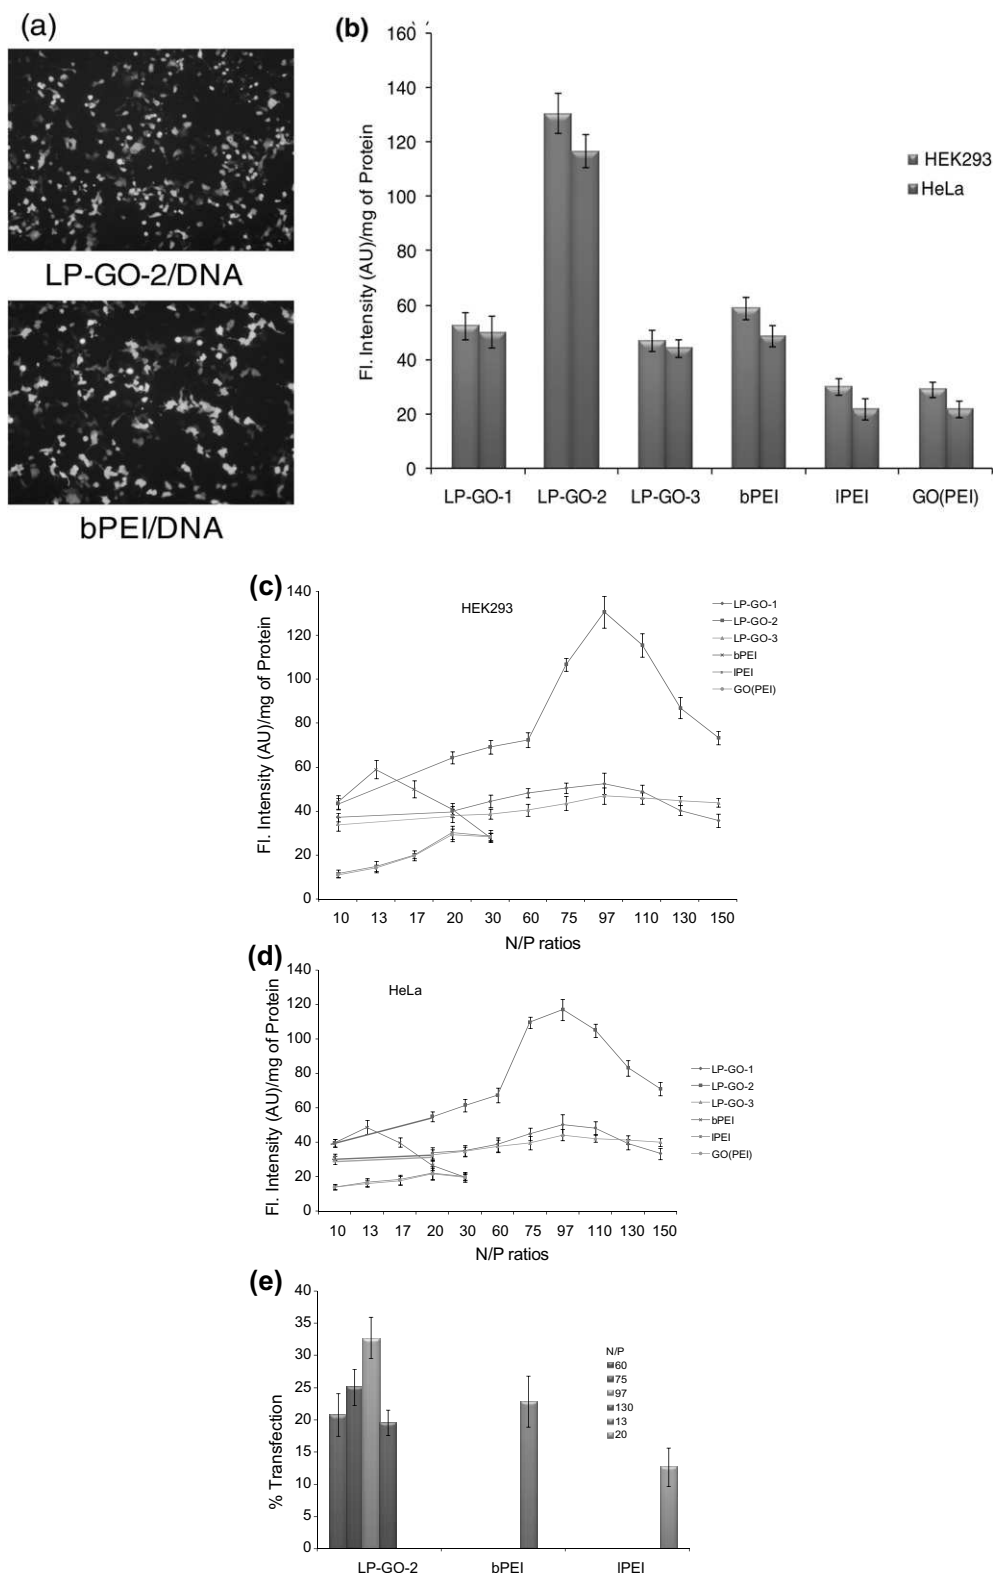 (a)
LP-GO-2/DNA
bPEI/DNA
(b)
160
140
120
100
80
60
40
20
0
Fl. Intensity (AU)/mg of Protein
HEK293
HeLa
LP-GO-1 LP-GO-2 LP-GO-3 bPEI lPEI GO(PEI)
(c)
HEK293
140
120
100
80
60
40
20
0
Fl. Intensity (AU)/mg of Protein
LP-GO-1
LP-GO-2
LP-GO-3
bPEI
lPEI
GO(PEI)
10 13 17 20 30 60 75 97 110 130 150
N/P ratios
(d)
HeLa
140
120
100
80
60
40
20
0
Fl. Intensity (AU)/mg of Protein
LP-GO-1
LP-GO-2
LP-GO-3
bPEI
lPEI
GO(PEI)
10 13 17 20 30 60 75 97 110 130 150
N/P ratios
(e)
40
35
30
25
20
15
10
5
0
% Transfection
N/P
60
75
97
130
13
20
LP-GO-2 bPEI lPEI